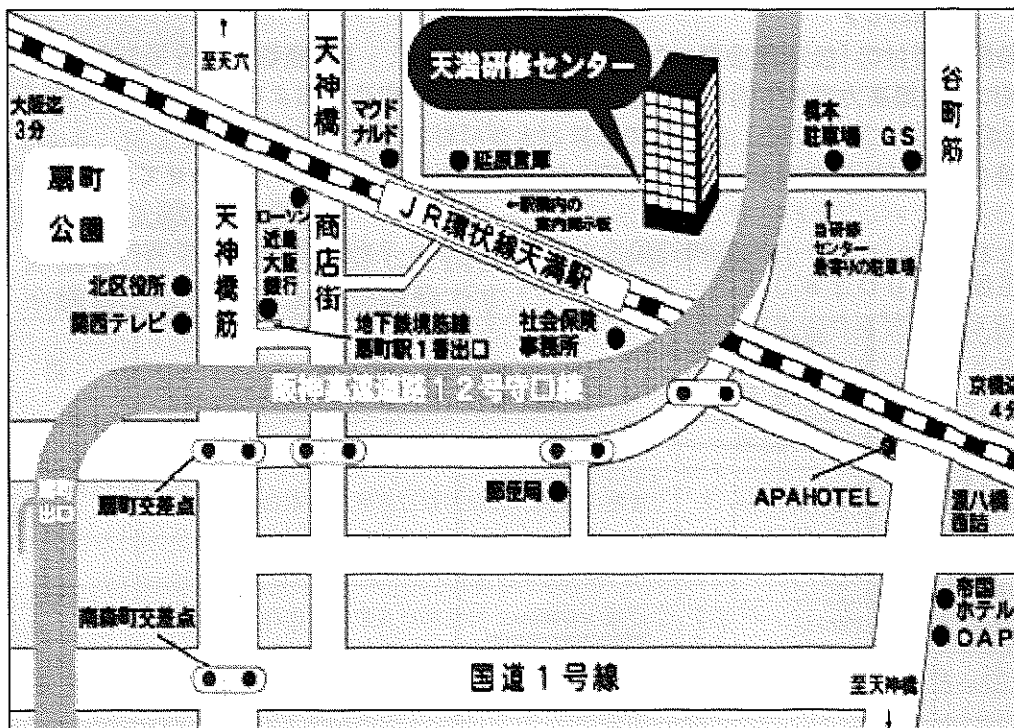 ↑
至天六
天神橋
商店街
マクド
ナルド
天満研修センター
谷町筋
大阪迄
3分
扇町
公園
延原倉庫
橋本
駐車場
GS
JR環状線天満駅
←駅構内の
案内掲示板
↑
当研修
センター
最寄りの駐車場
天神橋筋
ローソン
近畿
大阪
銀行
北区役所
関西テレビ
地下鉄堺筋線
扇町駅1番出口
社会保険
事務所
阪神高速道路12号守口線
京橋迄
4分
出口
扇町交差点
郵便局
APAHOTEL
源八橋
西詰
南森町交差点
帝国
ホテル
OAP
国道1号線
至天神橋
↓